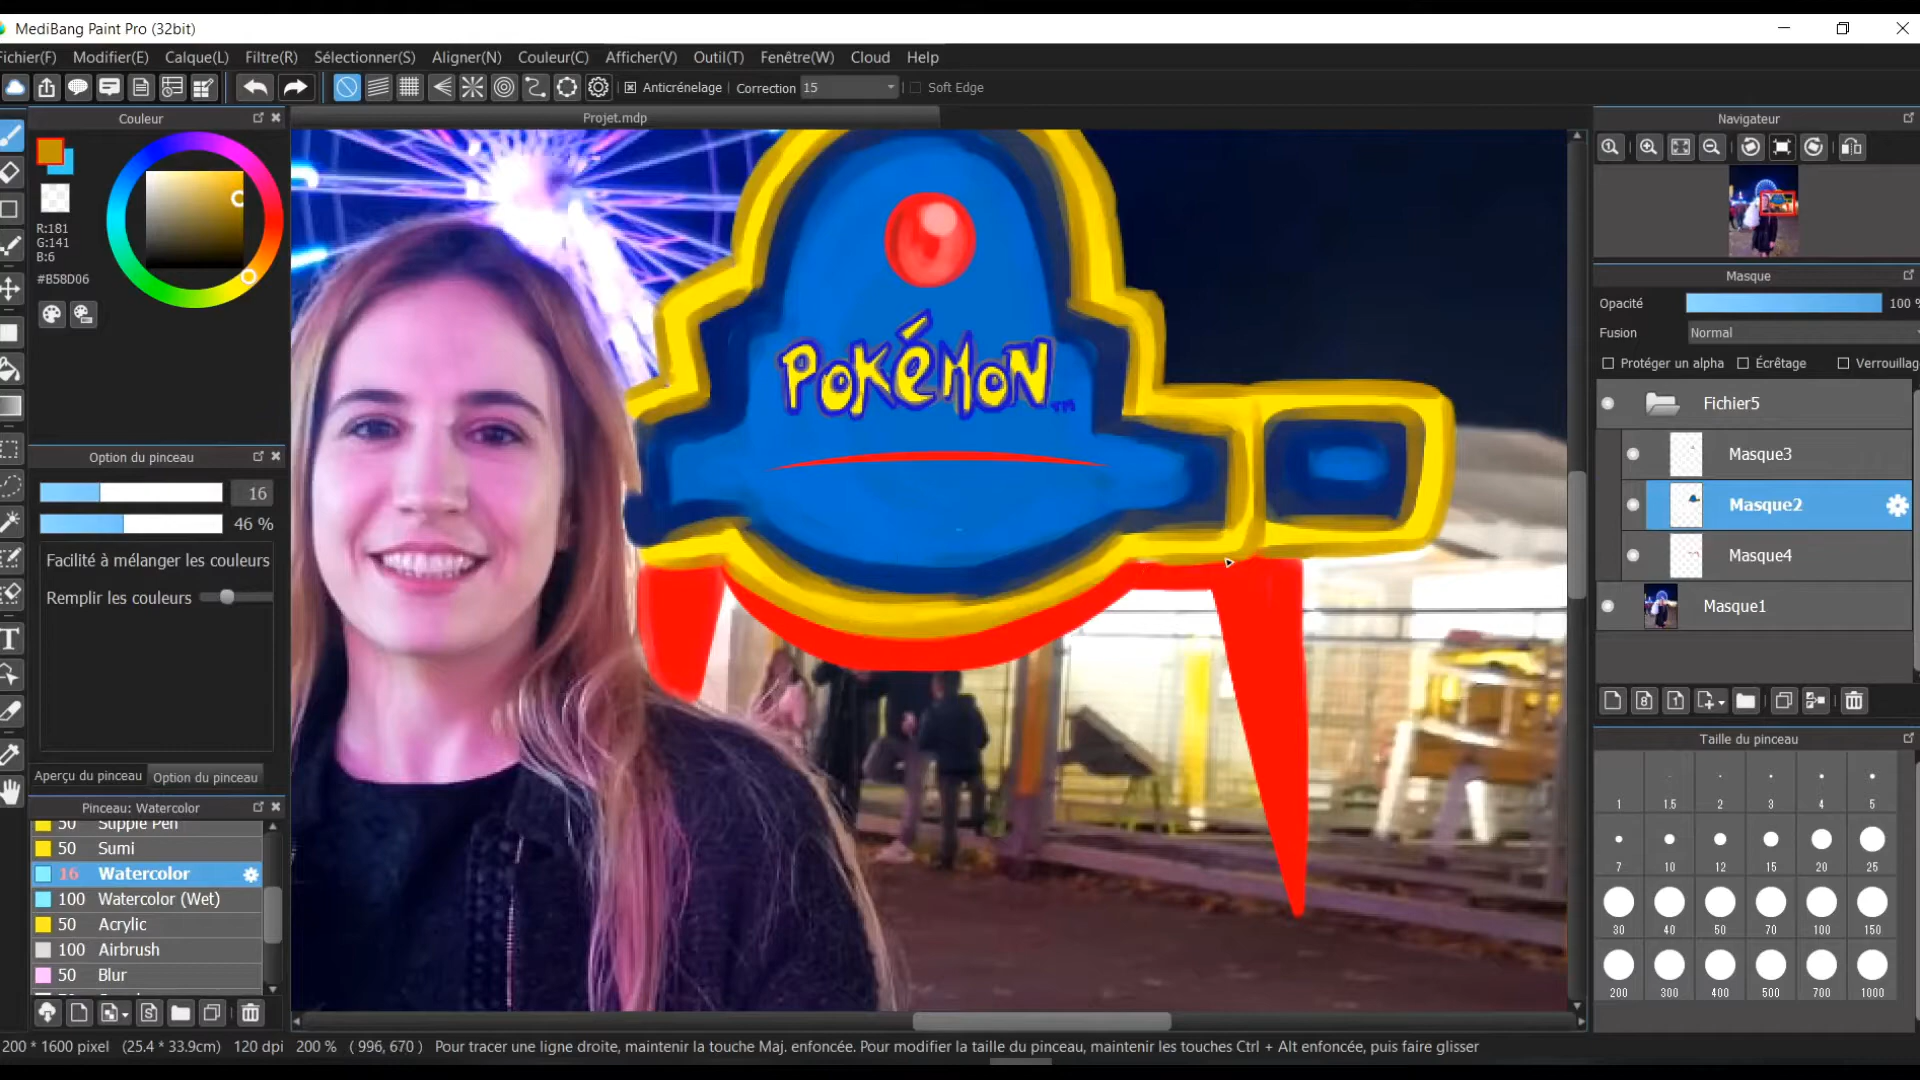 MediBang Paint Pro (32bit)
Fichier(F) Modifier(E) Calque(L) Filtre(R) Sélectionner(S) Aligner(N) Couleur(C) Afficher(V) Outil(T) Fenêtre(W) Cloud Help
Anticrénelage Correction 15 Soft Edge
Couleur
Projet.mdp
Navigateur
R:181
G:141
B:6
#B58D06
Masque
Opacité 100 %
Fusion Normal
Protéger un alpha Écrêtage Verrouillag
Fichier5
Masque3
Masque2
Masque4
Masque1
POKéMON TM
Option du pinceau
16
46 %
Facilité à mélanger les couleurs
Remplir les couleurs
Aperçu du pinceau Option du pinceau
Pinceau: Watercolor
50 Stipple Pen
50 Sumi
16 Watercolor
100 Watercolor (Wet)
50 Acrylic
100 Airbrush
50 Blur
8 1
T
S
Taille du pinceau
1 1.5 2 3 4 5
7 10 12 15 20 25
30 40 50 70 100 150
200 300 400 500 700 1000
200 * 1600 pixel (25.4 * 33.9cm) 120 dpi 200 % ( 996, 670 ) Pour tracer une ligne droite, maintenir la touche Maj. enfoncée. Pour modifier la taille du pinceau, maintenir les touches Ctrl + Alt enfoncée, puis faire glisser